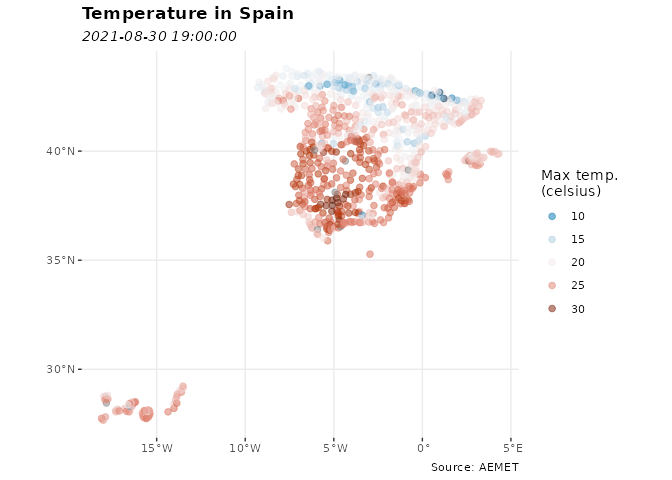 Temperature in Spain
2021-08-30 19:00:00
40°N
35°N
30°N
15°W
10°W
5°W
0°
5°E
Max temp.
(celsius)
10
15
20
25
30
Source: AEMET